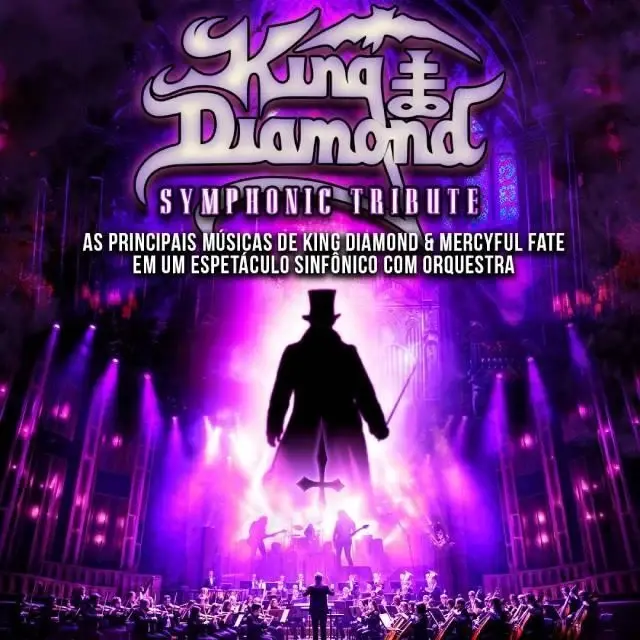 King
Diamond
SYMPHONIC TRIBUTE
AS PRINCIPAIS MÚSICAS DE KING DIAMOND & MERCYFUL FATE
EM UM ESPETÁCULO SINFÔNICO COM ORQUESTRA